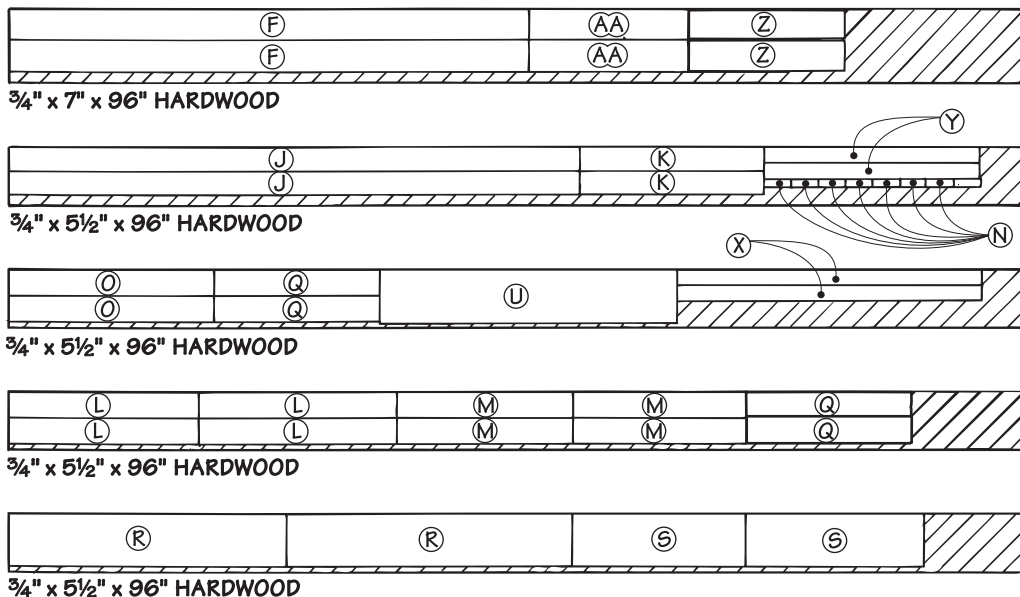 F AA Z
F AA Z
¾" x 7" x 96" HARDWOOD
Y
J K
J K
¾" x 5½" x 96" HARDWOOD
N
X
O Q
U
O Q
¾" x 5½" x 96" HARDWOOD
L L M M Q
L L M M Q
¾" x 5½" x 96" HARDWOOD
R R S S
¾" x 5½" x 96" HARDWOOD